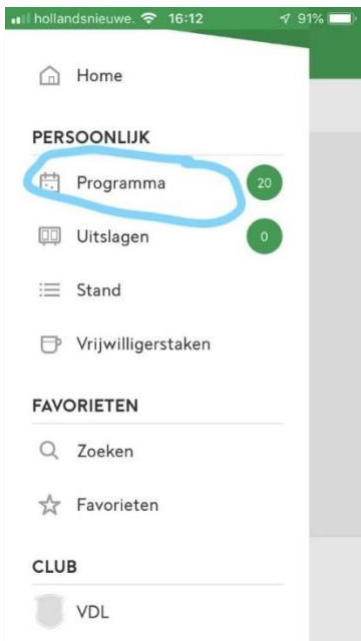 hollandsnieuwe. 16:12 91%
Home
PERSOONLIJK
Programma 20
Uitslagen 0
Stand
Vrijwilligerstaken
FAVORIETEN
Zoeken
Favorieten
CLUB
VDL